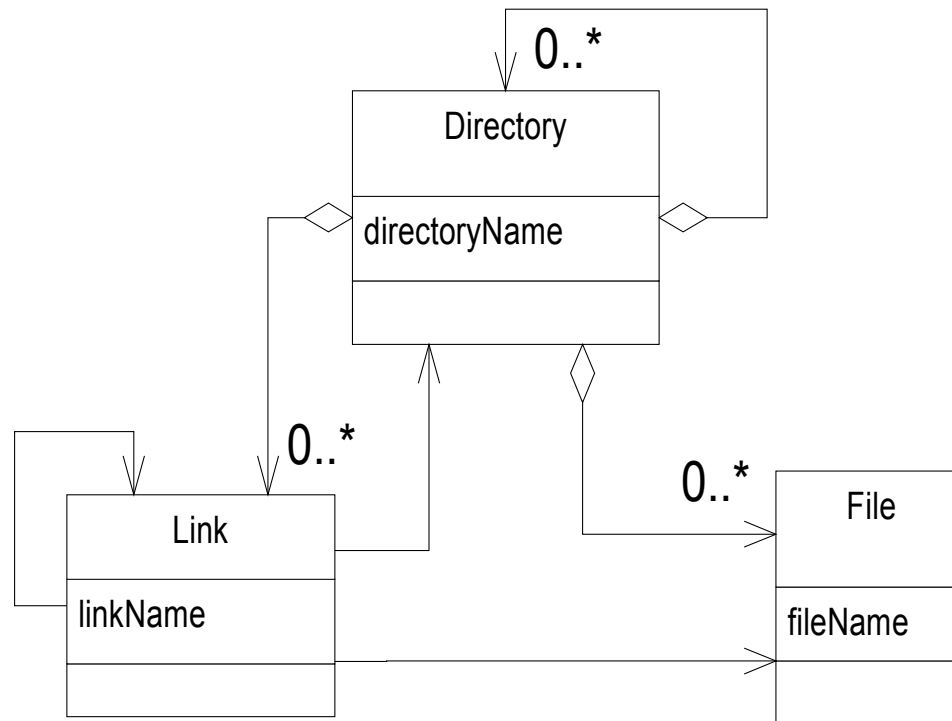 0..*
Directory
directoryName
0..*
0..*
Link
File
linkName
fileName